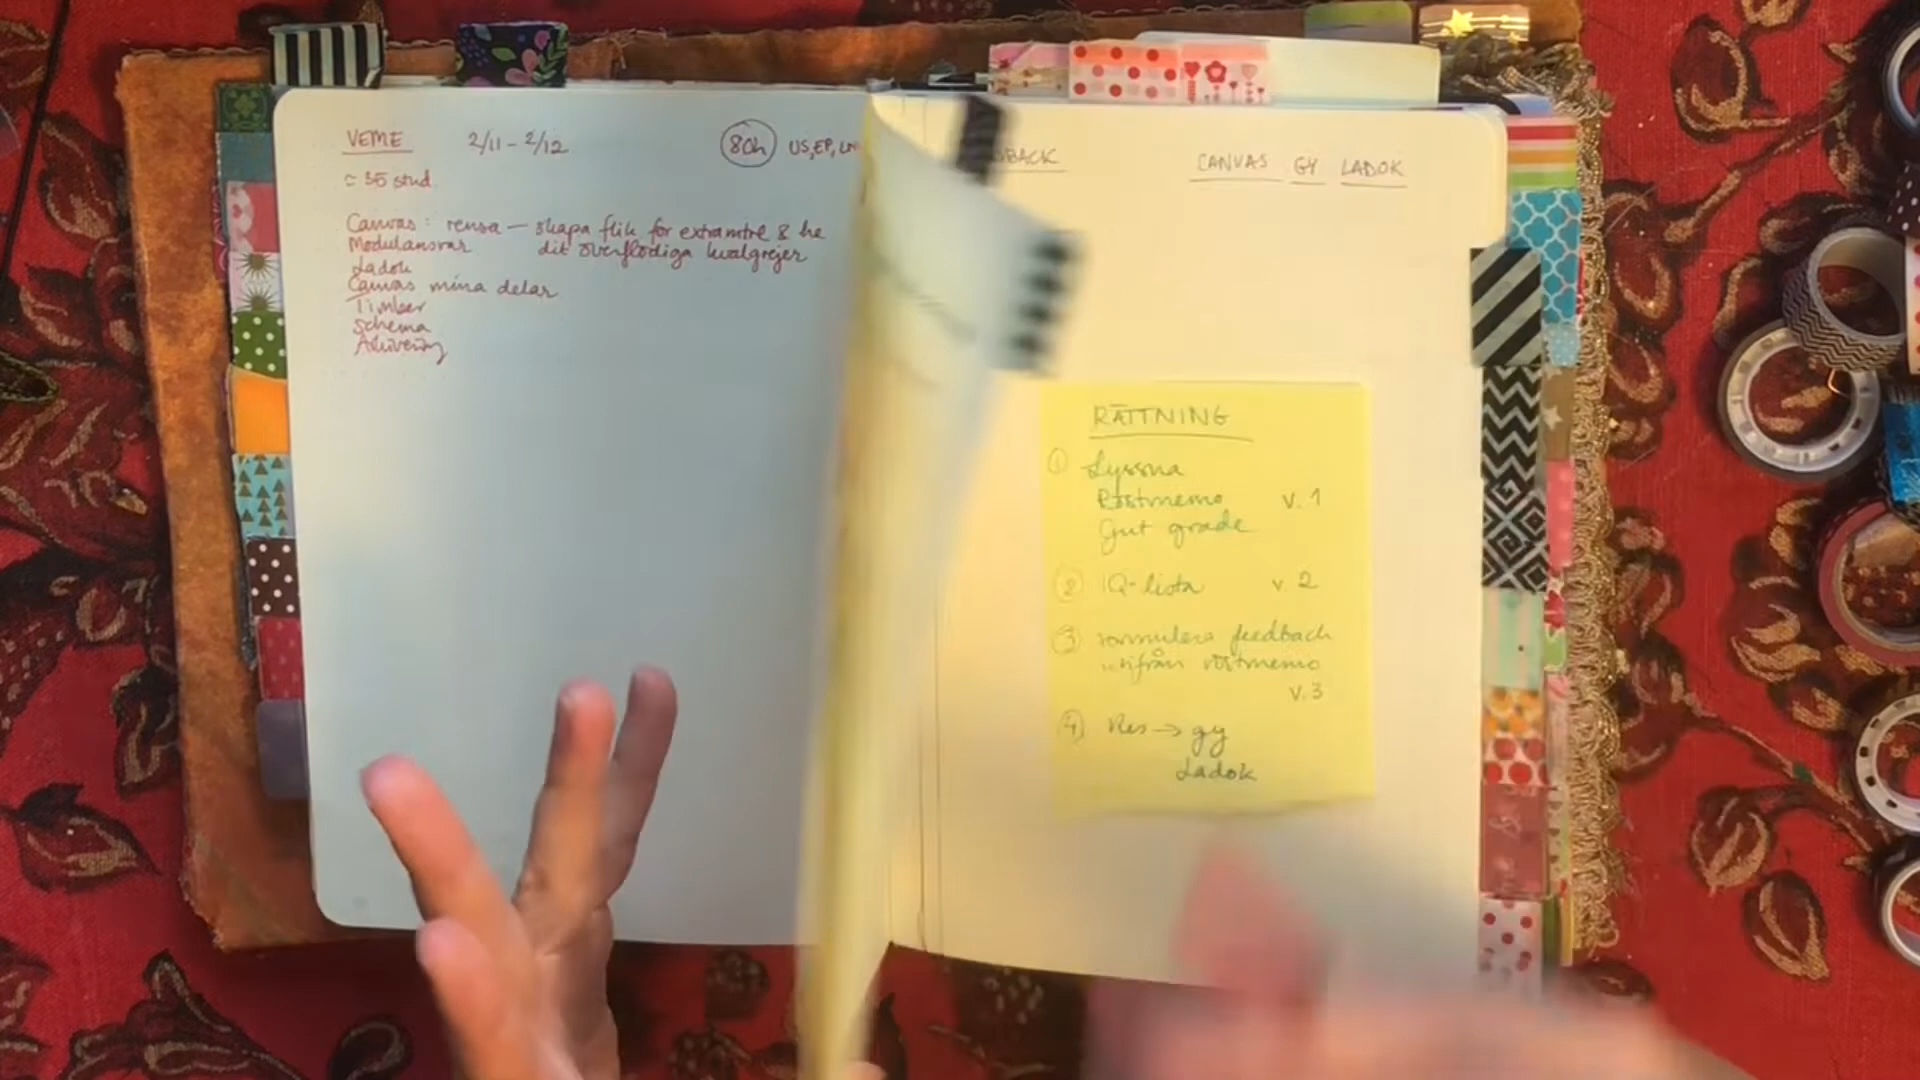 VEME 2/11 - 2/12 80h US, EP,
= 35 stud.
Canvas: rensa — skapa flik för extramtrl & he
Modulansvar dit överflödiga kvalgrejer
Ladok
Canvas mina delar
Timber
Schema
BACK CANVAS GY LADOK
RÄTTNING
① Lyssna
Röstmemo v.1
Gut grade
② IQ-lista v.2
③ Formulera feedback
utifrån röstmemo
v.3
④ Res → gy
Ladok